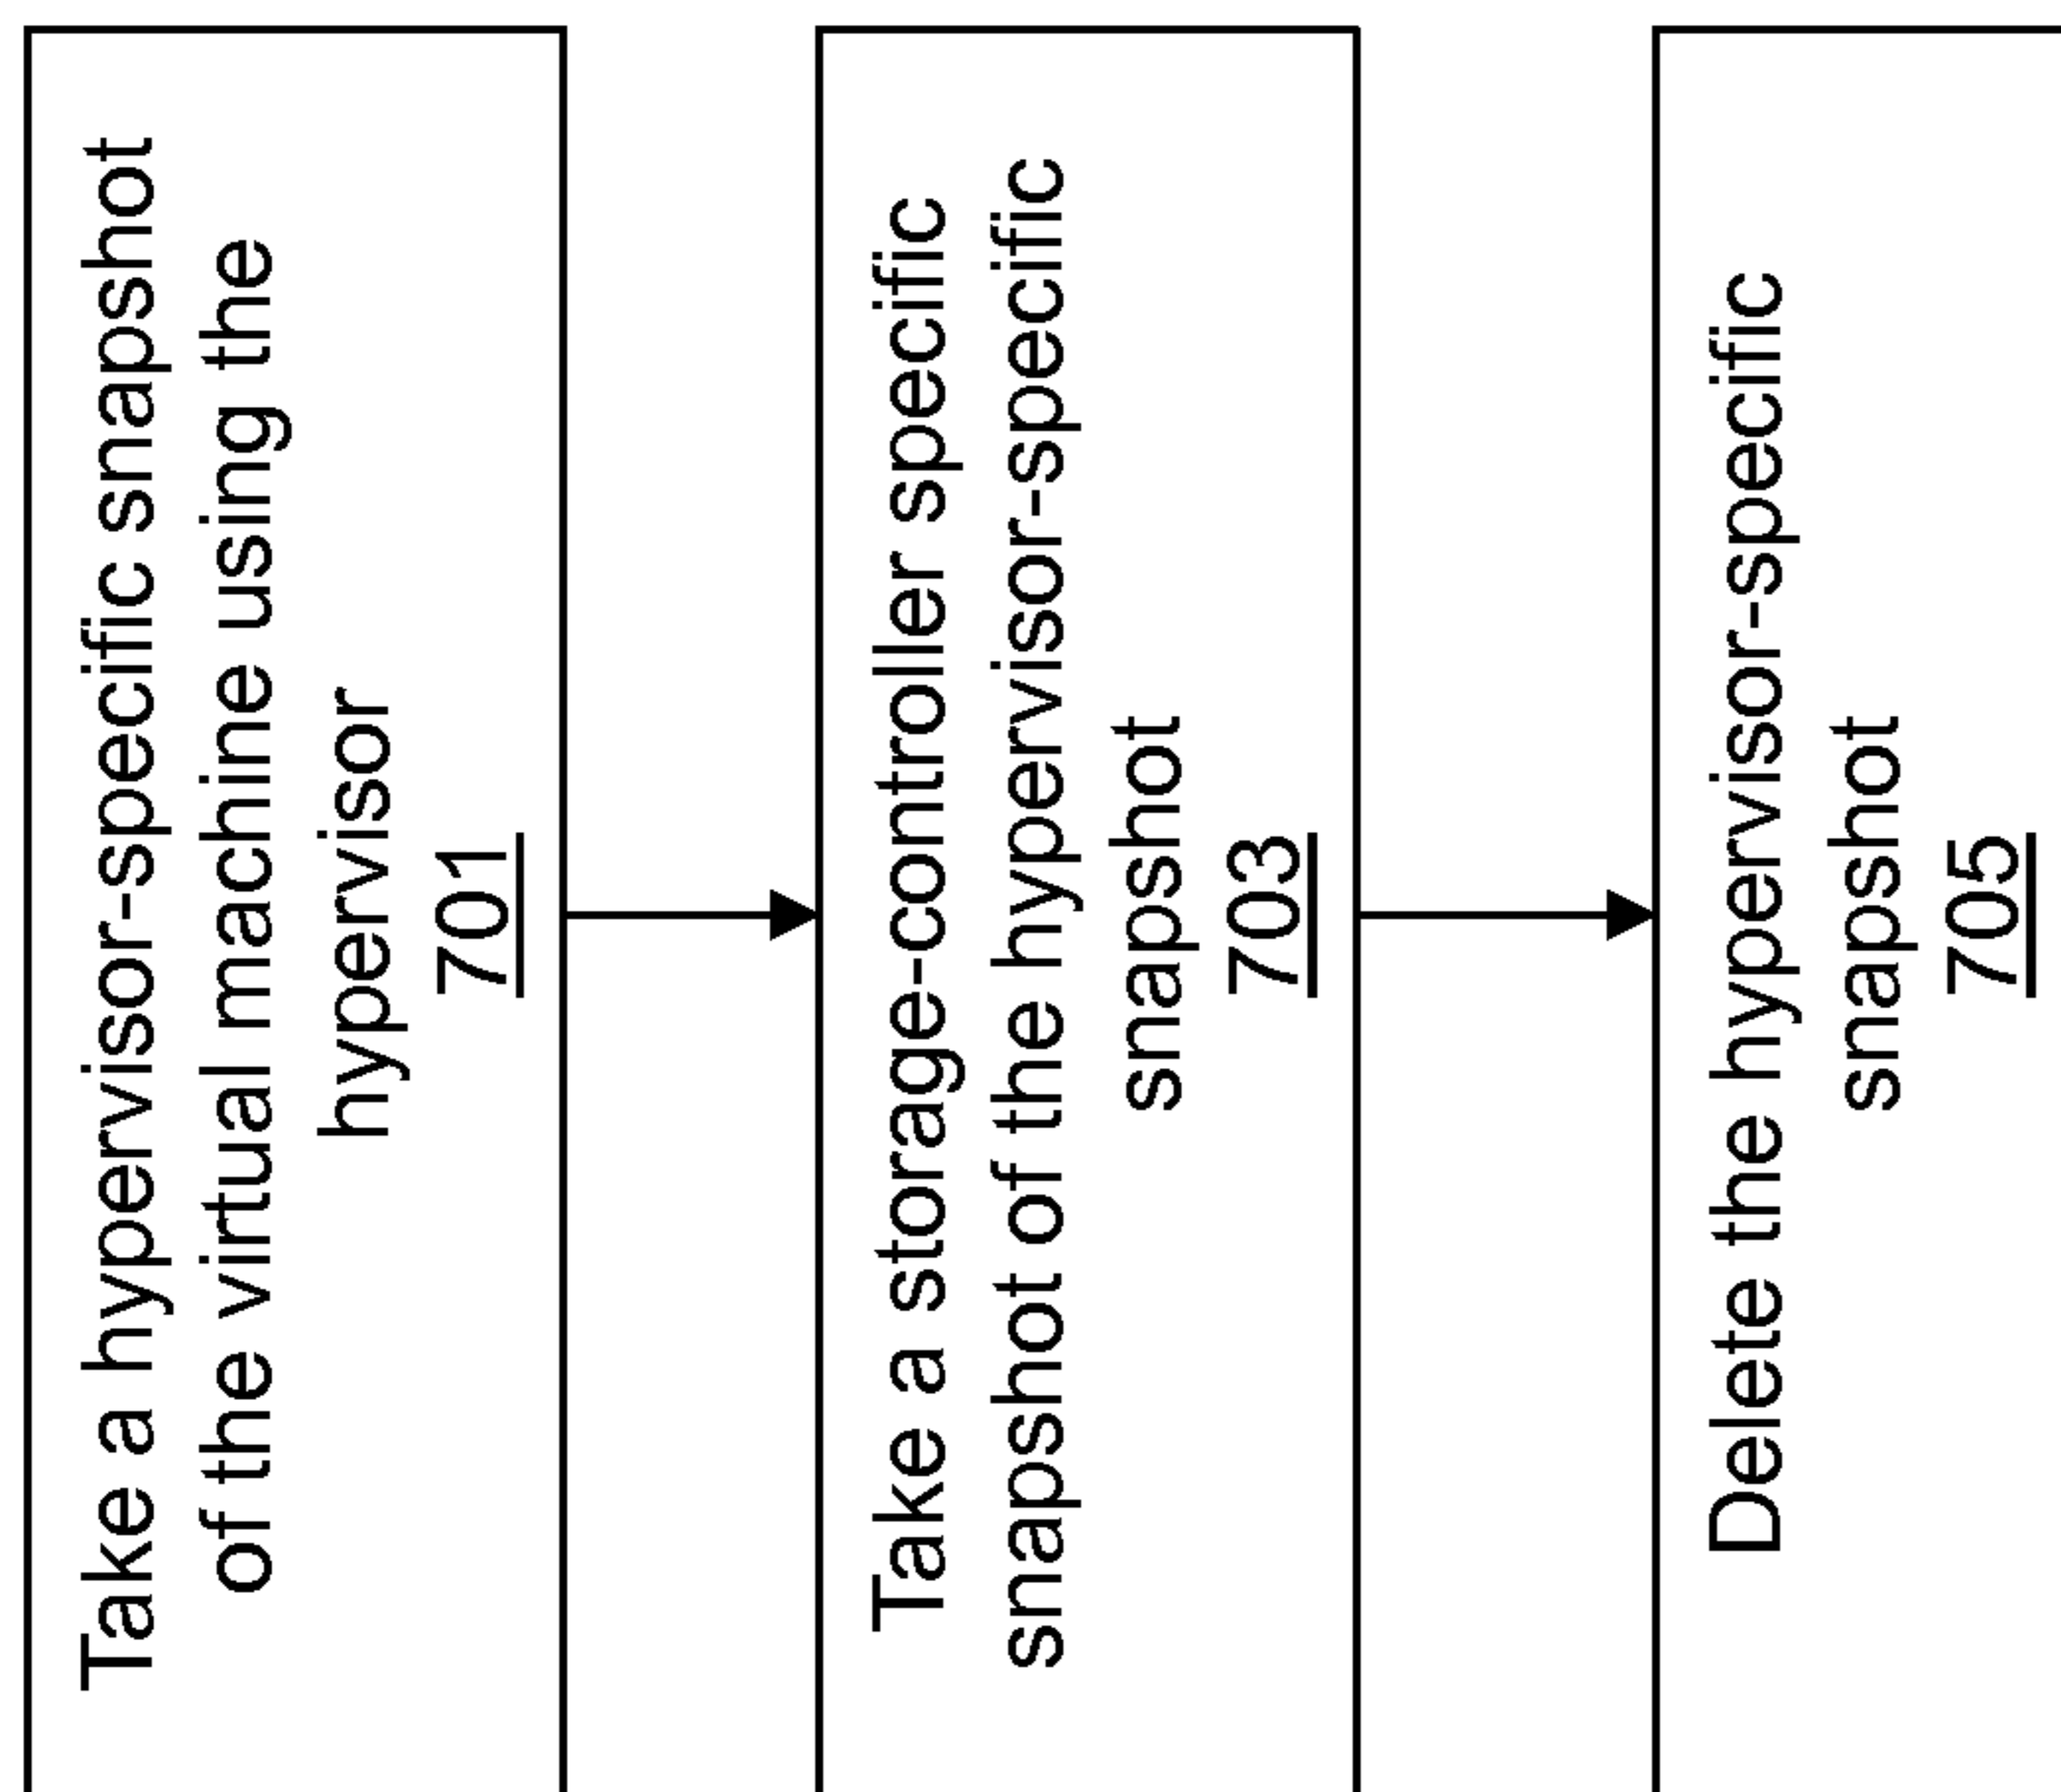 Take a hypervisor-specific snapshot
of the virtual machine using the
hypervisor
701
Take a storage-controller specific
snapshot of the hypervisor-specific
snapshot
703
Delete the hypervisor-specific
snapshot
705